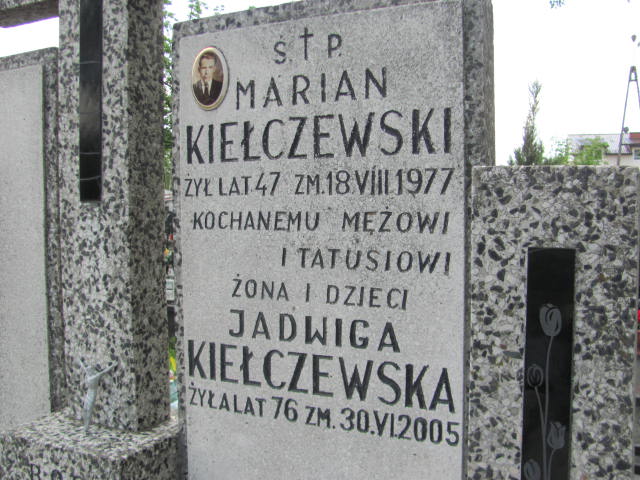 Ś † P.
MARIAN
KIEŁCZEWSKI
ŻYŁ LAT 47 ZM. 18.VIII.1977
KOCHANEMU MĘŻOWI
I TATUSIOWI
ŻONA I DZIECI
JADWIGA
KIEŁCZEWSKA
ŻYŁA LAT 76 ZM. 30.VI.2005